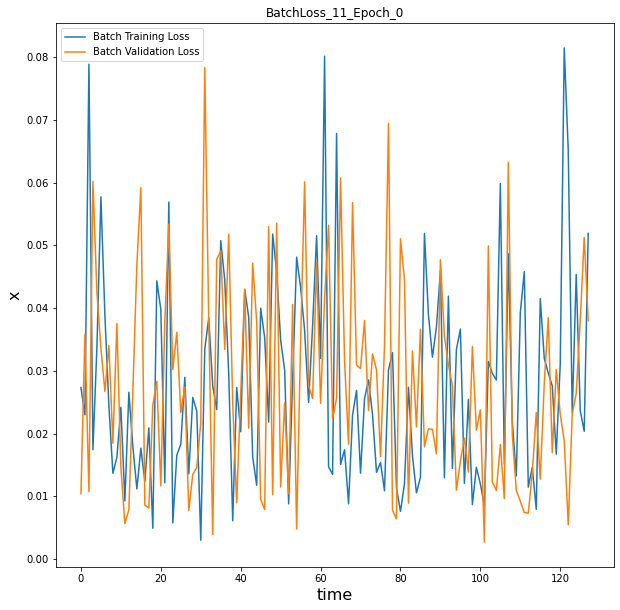 BatchLoss_11_Epoch_0
Batch Training Loss
Batch Validation Loss
0.08
0.07
0.06
0.05
0.04
0.03
0.02
0.01
0.00
x
0 20 40 60 80 100 120
time